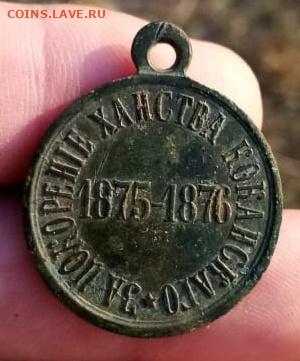 COINS.LAVE.RU
ЗА ПОКОРЕНІЕ ХАНСТВА КОКАНСКАГО
1875-1876